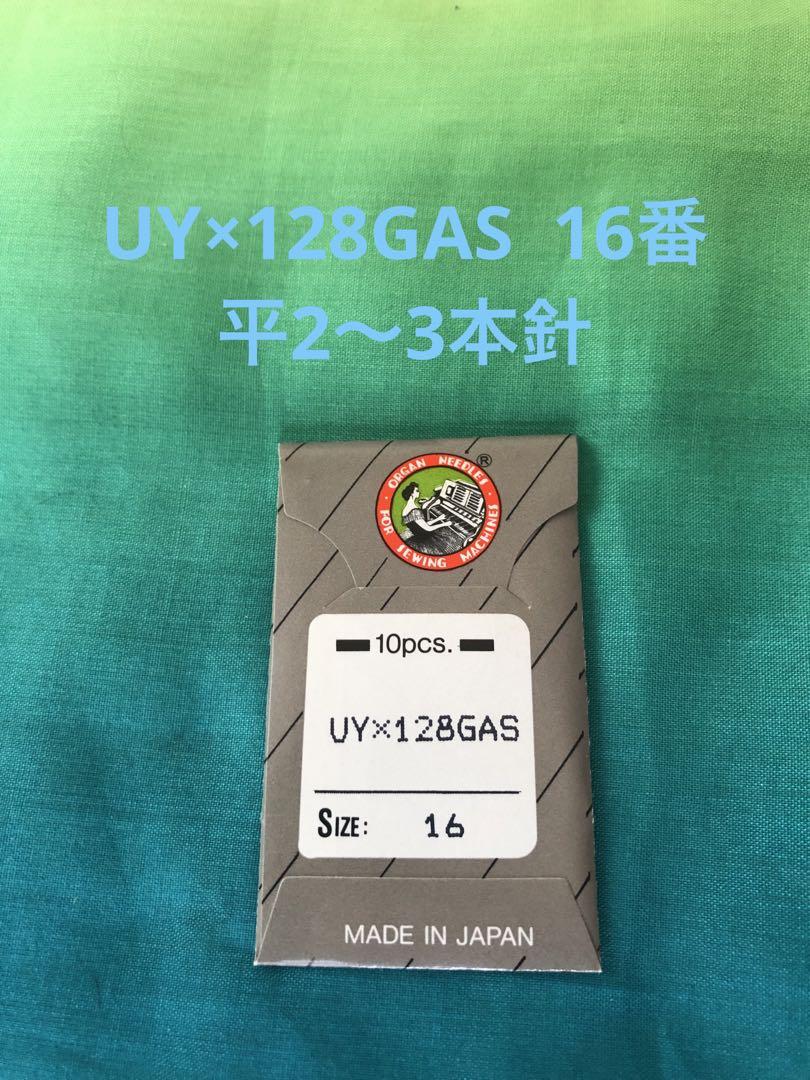 UY×128GAS 16番
平2〜3本針
ORGAN NEEDLES
FOR SEWING MACHINES
®
10pcs.
UY×128GAS
SIZE: 16
MADE IN JAPAN